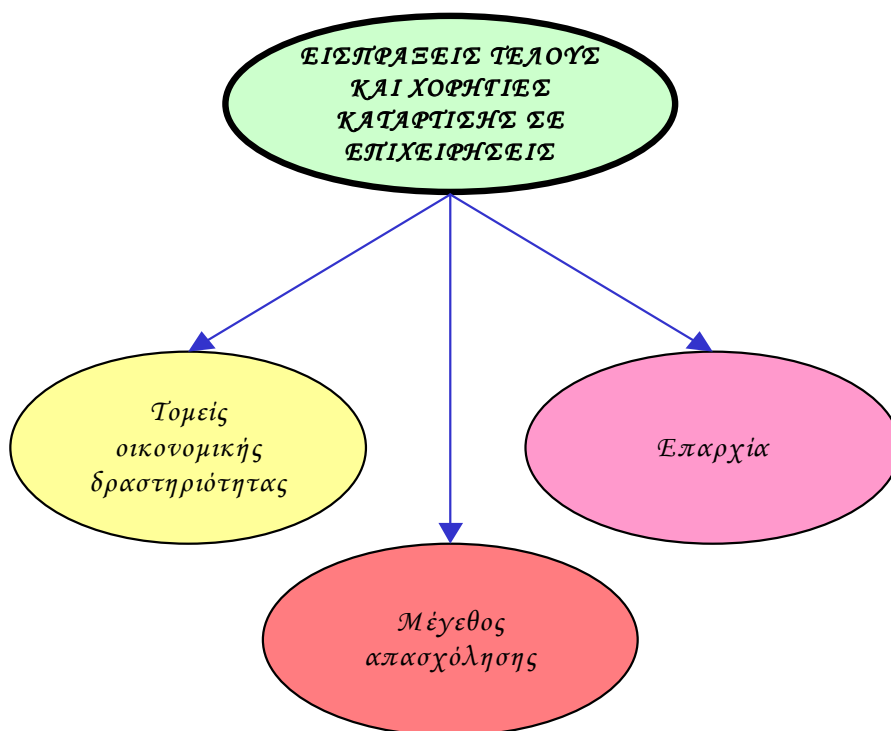 ΕΙΣΠΡΑΞΕΙΣ ΤΕΛΟΥΣ
ΚΑΙ ΧΟΡΗΓΙΕΣ
ΚΑΤΑΡΤΙΣΗΣ ΣΕ
ΕΠΙΧΕΙΡΗΣΕΙΣ
Τομείς
οικονομικής
δραστηριότητας
Επαρχία
Μέγεθος
απασχόλησης